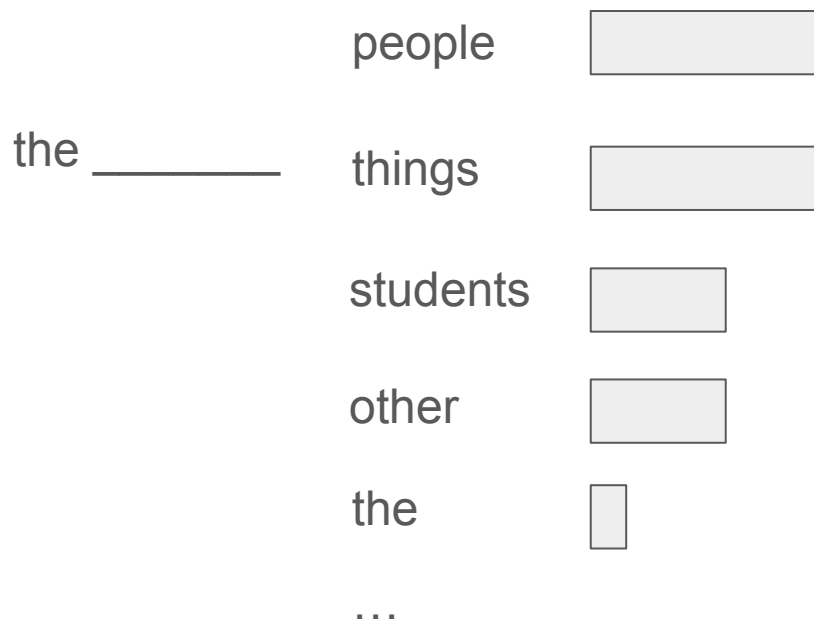 people
the _______
things
students
other
the
...